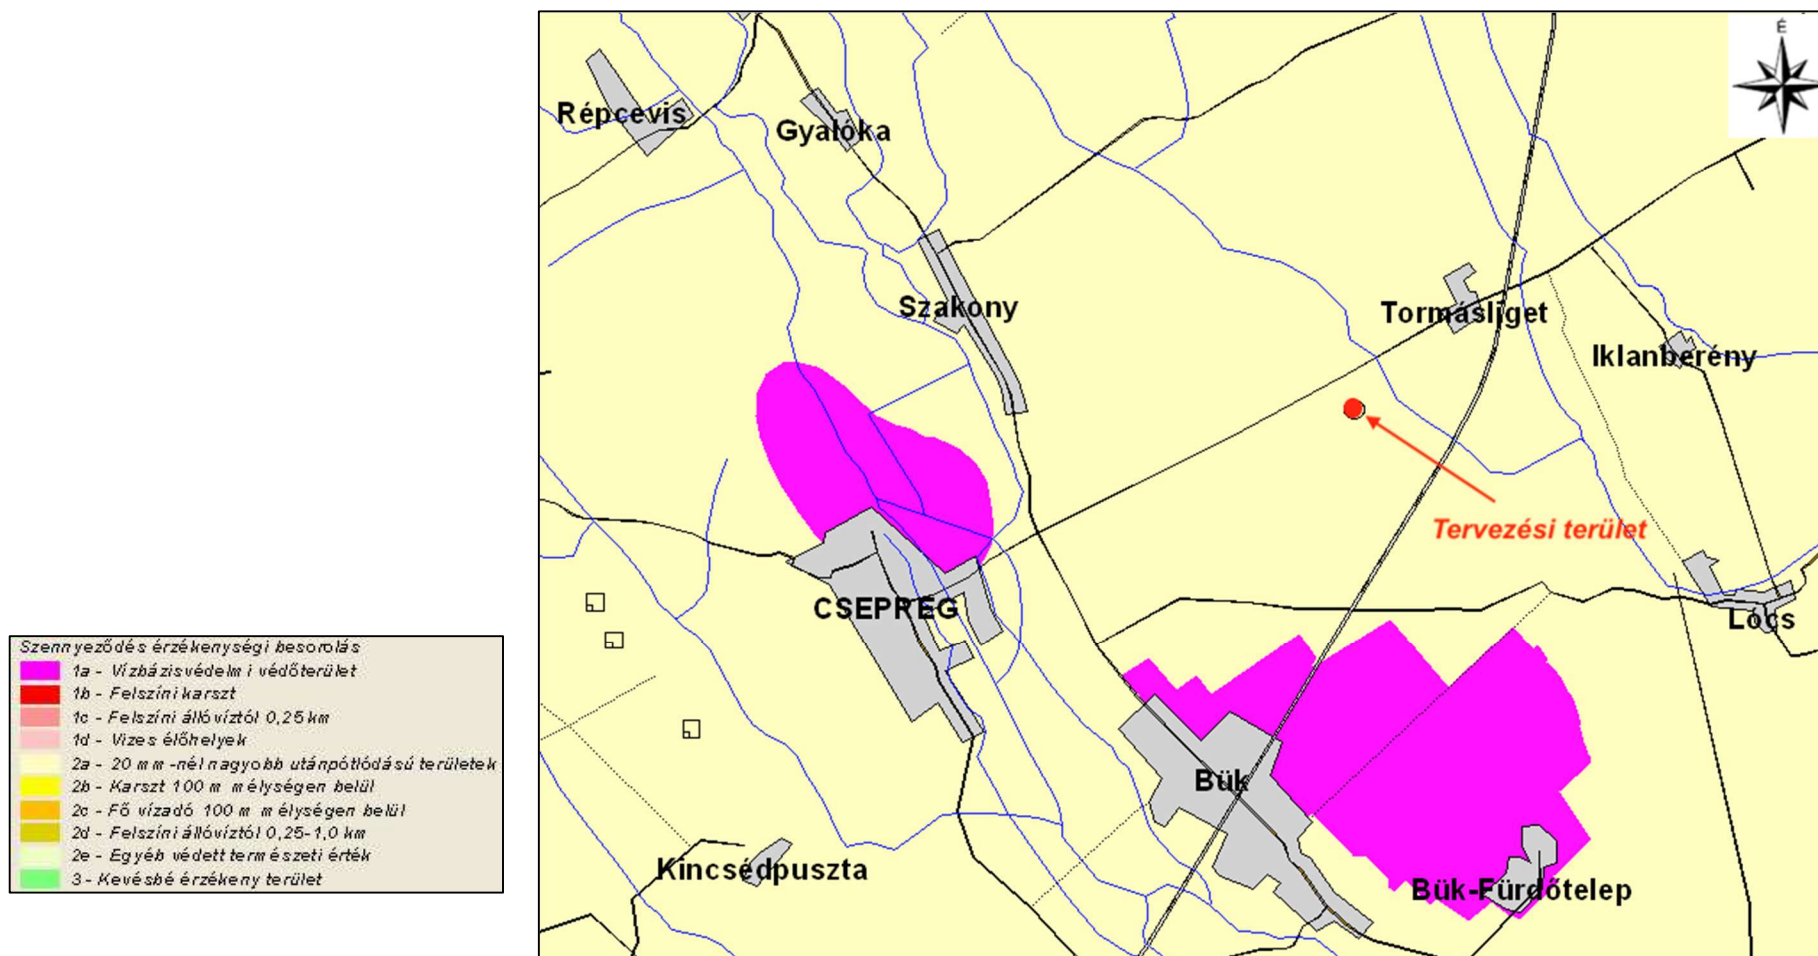 É
Répcevis
Gyalóka
Szakony
Tormásliget
Iklanberény
Tervezési terület
CSEPREG
Lócs
Bük
Kincsédpuszta
Bük-Fürdőtelep
Szennyeződés érzékenységi besorolás
1a - Vízbázisvédelmi védőterület
1b - Felszíni karszt
1c - Felszíni állóvíztől 0,25 km
1d - Vizes élőhelyek
2a - 20 mm-nél nagyobb utánpótlódású területek
2b - Karszt 100 m mélységen belül
2c - Fő vízadó 100 m mélységen belül
2d - Felszíni állóvíztől 0,25-1,0 km
2e - Egyéb védett természeti érték
3 - Kevésbé érzékeny terület